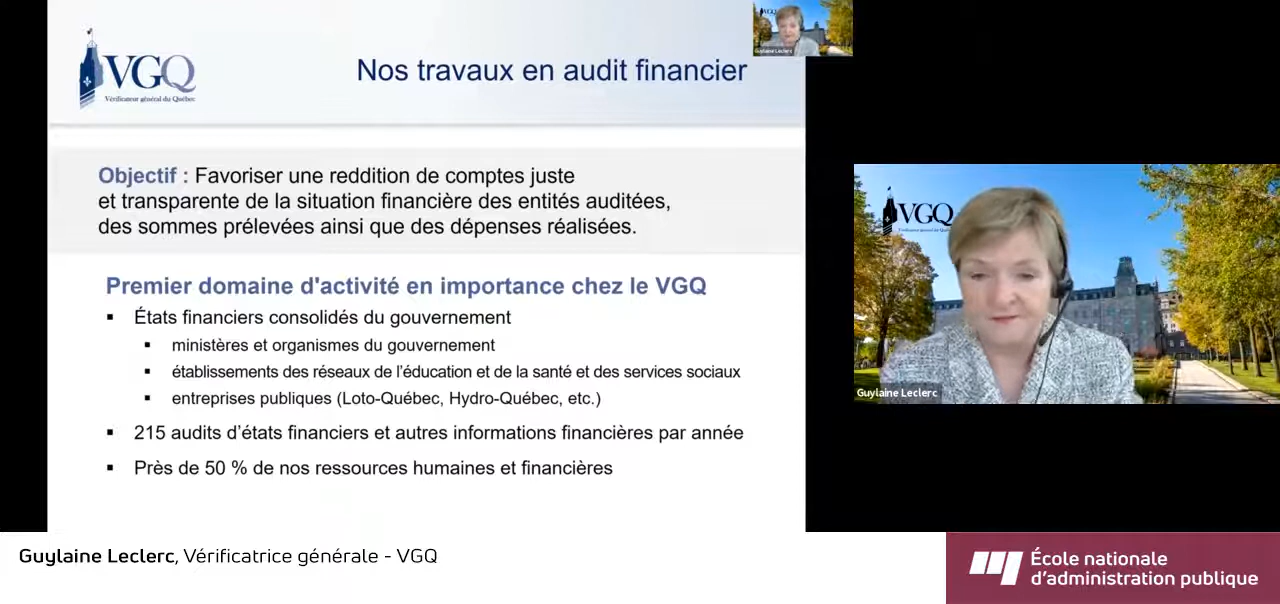 VGQ
Vérificateur général du Québec
Nos travaux en audit financier
Guylaine Leclerc
Objectif : Favoriser une reddition de comptes juste
et transparente de la situation financière des entités auditées,
des sommes prélevées ainsi que des dépenses réalisées.
Premier domaine d'activité en importance chez le VGQ
▪ États financiers consolidés du gouvernement
▪ ministères et organismes du gouvernement
▪ établissements des réseaux de l'éducation et de la santé et des services sociaux
▪ entreprises publiques (Loto-Québec, Hydro-Québec, etc.)
▪ 215 audits d'états financiers et autres informations financières par année
▪ Près de 50 % de nos ressources humaines et financières
VGQ
Guylaine Leclerc
Guylaine Leclerc, Vérificatrice générale - VGQ
École nationale
d'administration publique